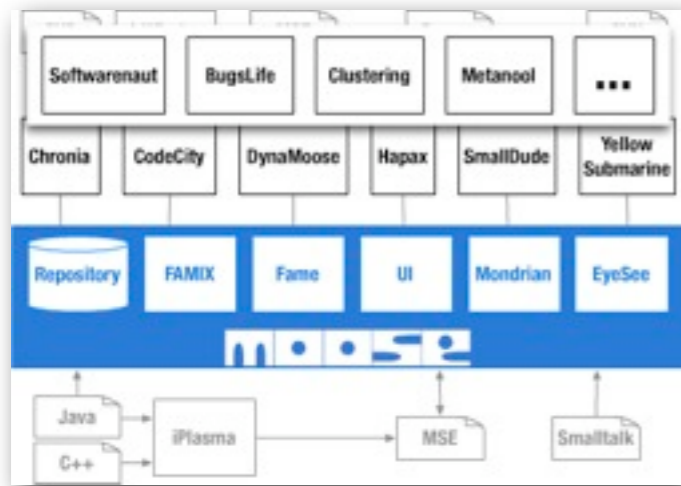 Softwarenaut BugsLife Clustering Metanool ...
Chronia CodeCity DynaMoose Hapax SmallDude Yellow
Submarine
Repository FAMIX Fame UI Mondrian EyeSee
Java iPlasma MSE Smalltalk
C++